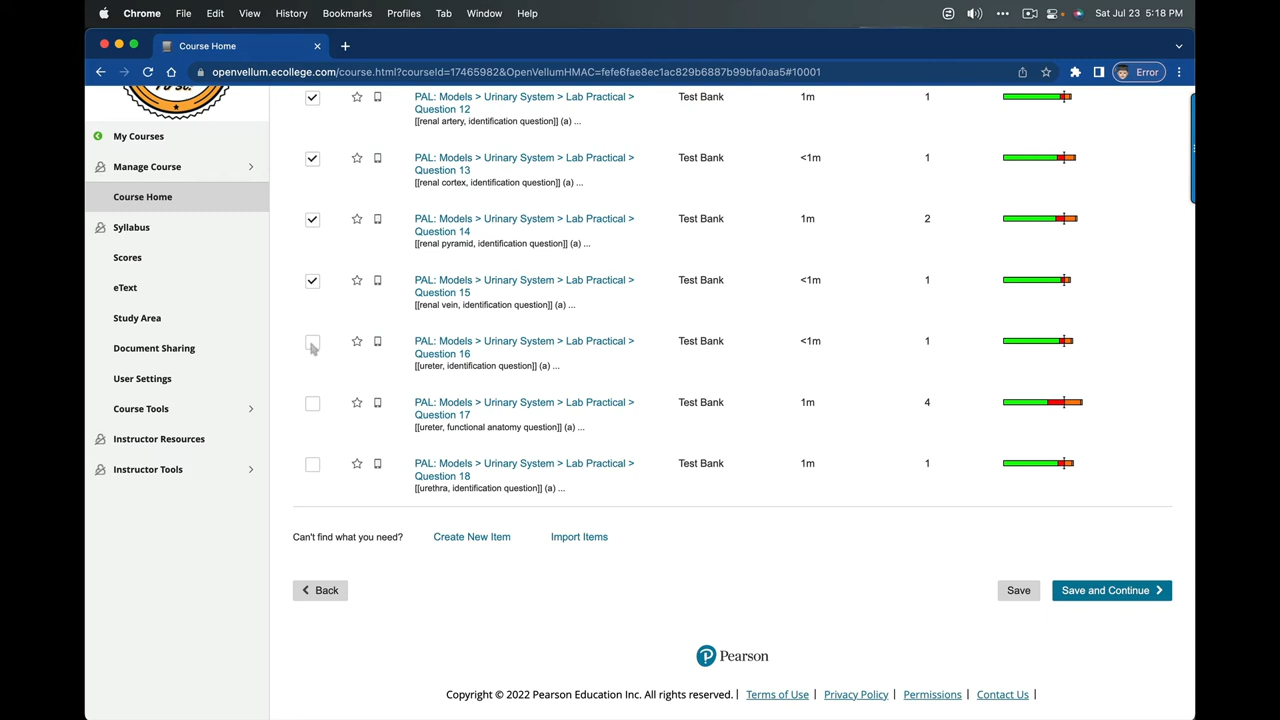 Chrome File Edit View History Bookmarks Profiles Tab Window Help Sat Jul 23 5:18 PM
Course Home
openvellum.ecollege.com/course.html?courseId=17465982&OpenVellumHMAC=fefe6fae8ec1ac829b6887b99bfa0aa5#10001 Error
My Courses
Manage Course
Course Home
Syllabus
Scores
eText
Study Area
Document Sharing
User Settings
Course Tools
Instructor Resources
Instructor Tools
PAL: Models > Urinary System > Lab Practical > Test Bank 1m 1
Question 12
[[renal artery, identification question]] (a) ...
PAL: Models > Urinary System > Lab Practical > Test Bank <1m 1
Question 13
[[renal cortex, identification question]] (a) ...
PAL: Models > Urinary System > Lab Practical > Test Bank 1m 2
Question 14
[[renal pyramid, identification question]] (a) ...
PAL: Models > Urinary System > Lab Practical > Test Bank <1m 1
Question 15
[[renal vein, identification question]] (a) ...
PAL: Models > Urinary System > Lab Practical > Test Bank <1m 1
Question 16
[[ureter, identification question]] (a) ...
PAL: Models > Urinary System > Lab Practical > Test Bank 1m 4
Question 17
[[ureter, functional anatomy question]] (a) ...
PAL: Models > Urinary System > Lab Practical > Test Bank 1m 1
Question 18
[[urethra, identification question]] (a) ...
Can't find what you need? Create New Item Import Items
Back Save Save and Continue
Pearson
Copyright © 2022 Pearson Education Inc. All rights reserved. | Terms of Use | Privacy Policy | Permissions | Contact Us |